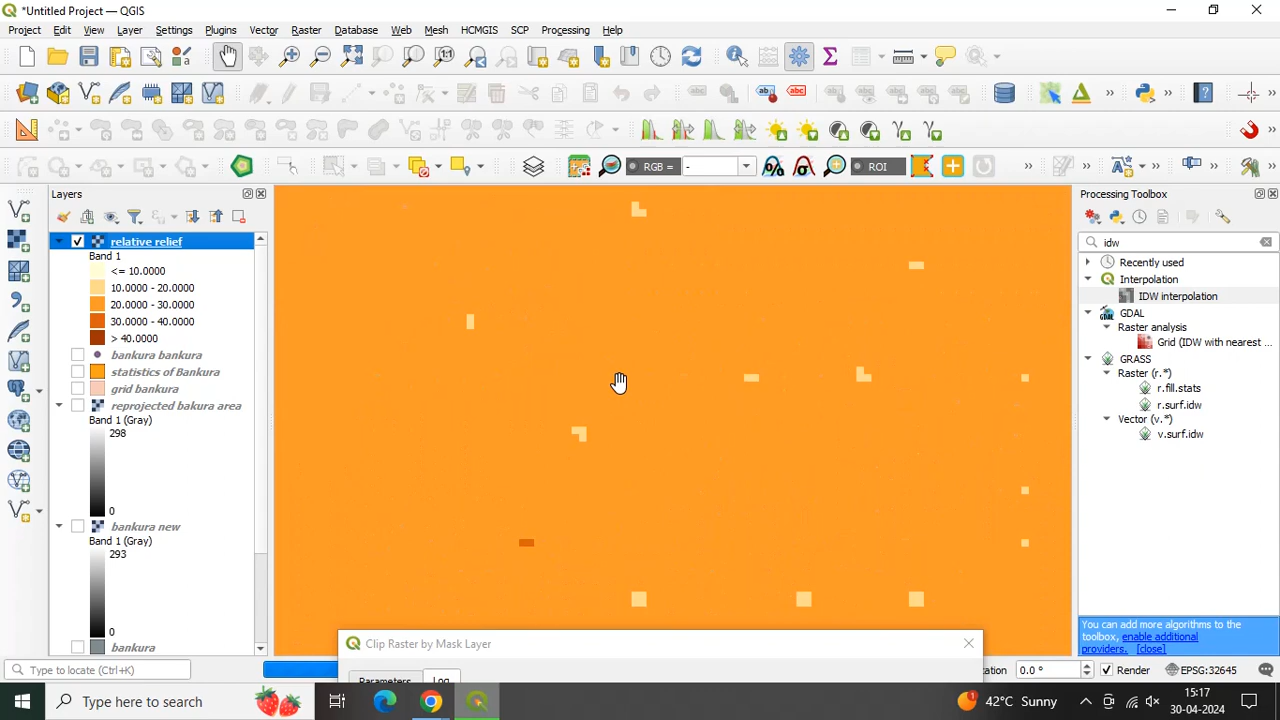 *Untitled Project — QGIS
Project Edit View Layer Settings Plugins Vector Raster Database Web Mesh HCMGIS SCP Processing Help
RGB = - ROI
Layers
relative relief
Band 1
<= 10.0000
10.0000 - 20.0000
20.0000 - 30.0000
30.0000 - 40.0000
> 40.0000
bankura bankura
statistics of Bankura
grid bankura
reprojected bakura area
Band 1 (Gray)
298
0
bankura new
Band 1 (Gray)
293
0
bankura
Processing Toolbox
idw
Recently used
Interpolation
IDW interpolation
GDAL
Raster analysis
Grid (IDW with nearest ...
GRASS
Raster (r.*)
r.fill.stats
r.surf.idw
Vector (v.*)
v.surf.idw
You can add more algorithms to the
toolbox, enable additional
providers. [close]
Clip Raster by Mask Layer
Parameters Log
Type to locate (Ctrl+K)
0.0 ° Render EPSG:32645
Type here to search
42°C Sunny
15:17
30-04-2024